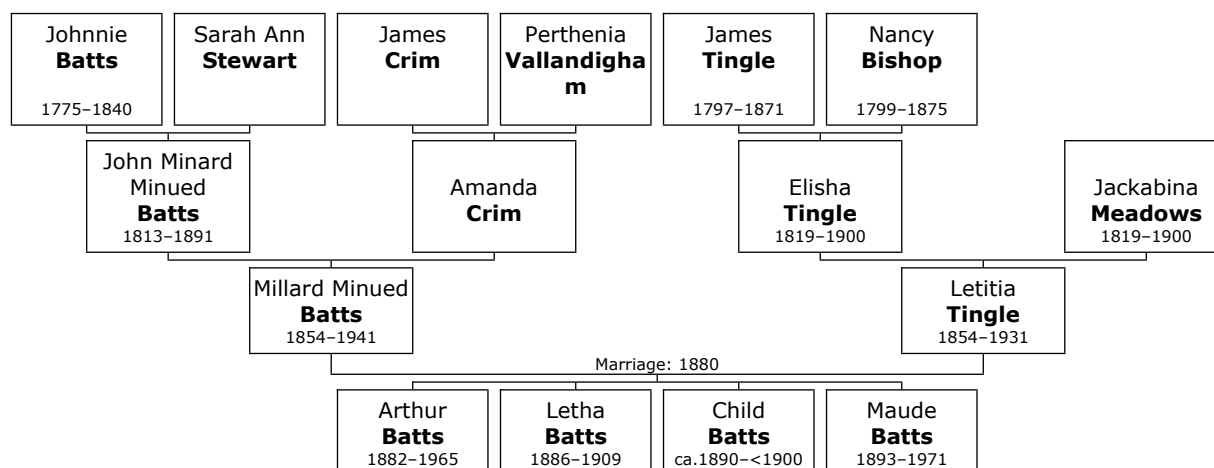 Johnnie
Batts
1775–1840
Sarah Ann
Stewart
James
Crim
Perthenia
Vallandigha
m
James
Tingle
1797–1871
Nancy
Bishop
1799–1875
John Minard
Minued
Batts
1813–1891
Amanda
Crim
Elisha
Tingle
1819–1900
Jackabina
Meadows
1819–1900
Millard Minued
Batts
1854–1941
Letitia
Tingle
1854–1931
Marriage: 1880
Arthur
Batts
1882–1965
Letha
Batts
1886–1909
Child
Batts
ca.1890–<1900
Maude
Batts
1893–1971